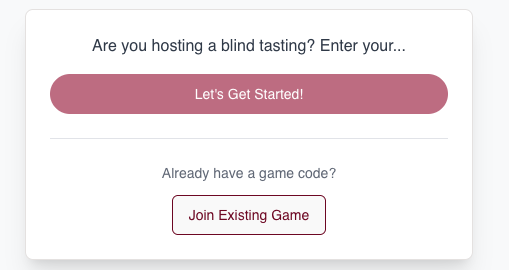 Are you hosting a blind tasting? Enter your...
Let's Get Started!
Already have a game code?
Join Existing Game